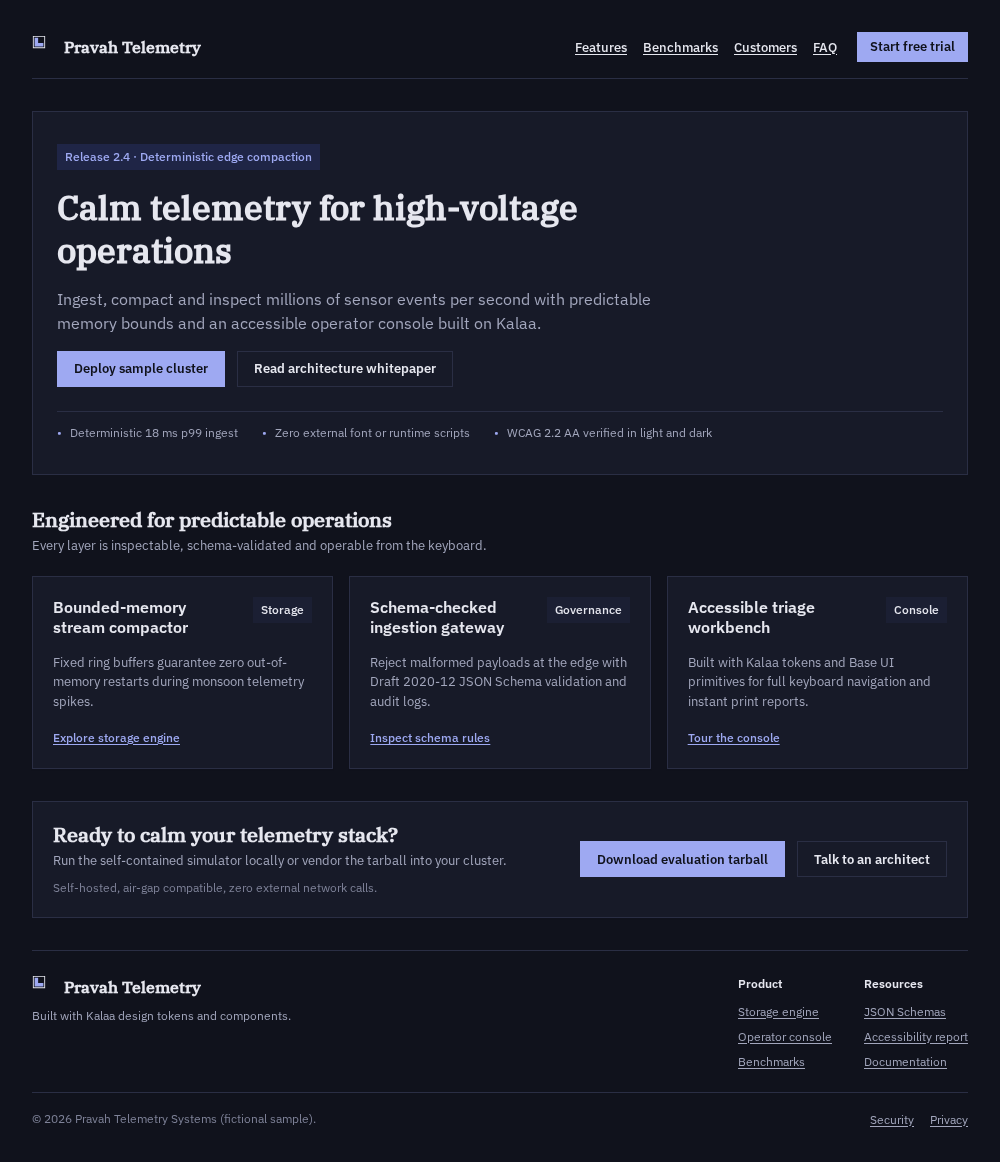 Pravah Telemetry
Features Benchmarks Customers FAQ Start free trial
Release 2.4 · Deterministic edge compaction
Calm telemetry for high-voltage
operations
Ingest, compact and inspect millions of sensor events per second with predictable
memory bounds and an accessible operator console built on Kalaa.
Deploy sample cluster Read architecture whitepaper
• Deterministic 18 ms p99 ingest • Zero external font or runtime scripts • WCAG 2.2 AA verified in light and dark
Engineered for predictable operations
Every layer is inspectable, schema-validated and operable from the keyboard.
Bounded-memory
stream compactor
Storage
Fixed ring buffers guarantee zero out-of-
memory restarts during monsoon telemetry
spikes.
Explore storage engine
Schema-checked
ingestion gateway
Governance
Reject malformed payloads at the edge with
Draft 2020-12 JSON Schema validation and
audit logs.
Inspect schema rules
Accessible triage
workbench
Console
Built with Kalaa tokens and Base UI
primitives for full keyboard navigation and
instant print reports.
Tour the console
Ready to calm your telemetry stack?
Run the self-contained simulator locally or vendor the tarball into your cluster.
Self-hosted, air-gap compatible, zero external network calls.
Download evaluation tarball Talk to an architect
Pravah Telemetry
Built with Kalaa design tokens and components.
Product
Storage engine
Operator console
Benchmarks
Resources
JSON Schemas
Accessibility report
Documentation
© 2026 Pravah Telemetry Systems (fictional sample).
Security Privacy